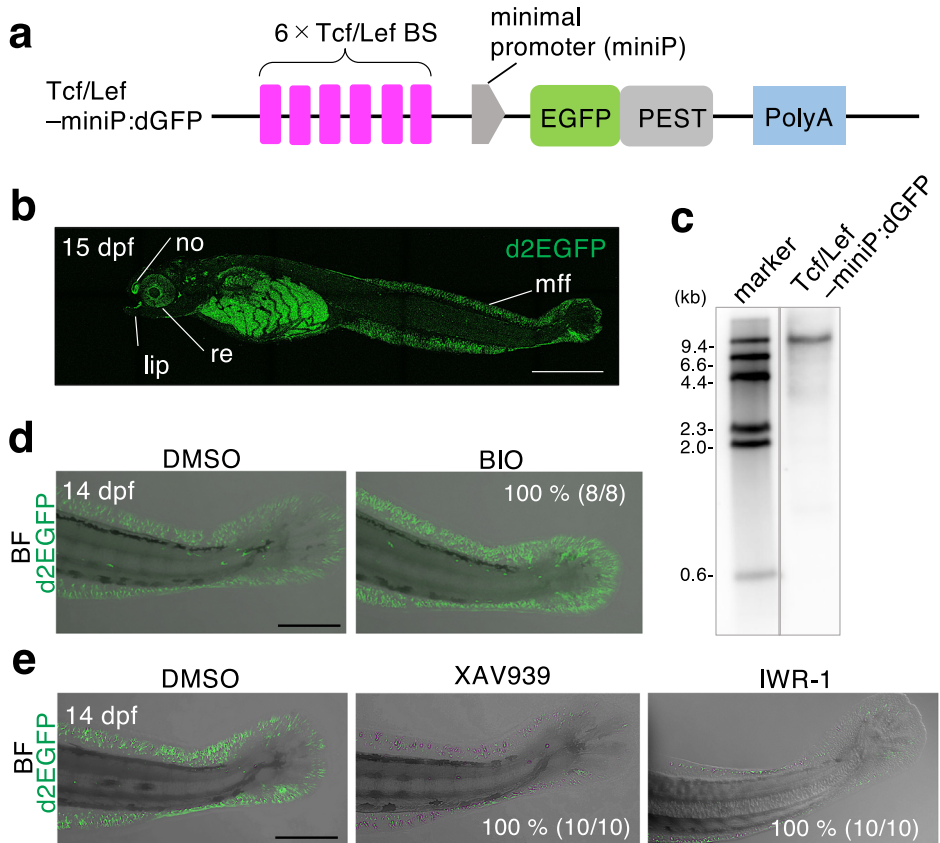 a
6 × Tcf/Lef BS
minimal
promoter (miniP)
Tcf/Lef
–miniP:dGFP
EGFP
PEST
PolyA
b
15 dpf
no
d2EGFP
mff
lip
re
c
(kb)
marker
Tcf/Lef
–miniP:dGFP
9.4-
6.6-
4.4-
2.3-
2.0-
0.6-
d
DMSO
BIO
BF
d2EGFP
14 dpf
100 % (8/8)
e
DMSO
XAV939
IWR-1
BF
d2EGFP
14 dpf
100 % (10/10)
100 % (10/10)